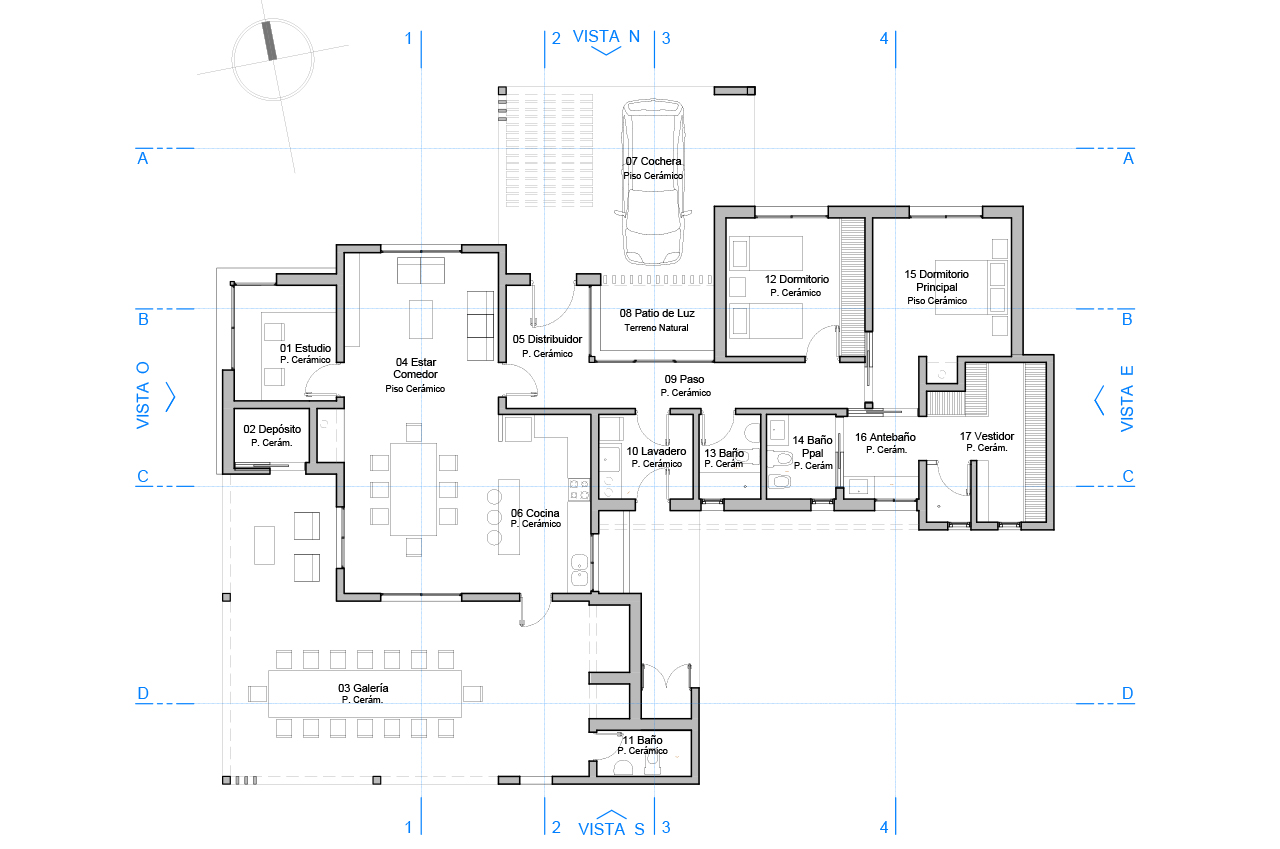 1
2
VISTA N
3
4
A
A
07 Cochera
Piso Cerámico
12 Dormitorio
P. Cerámico
15 Dormitorio
Principal
Piso Cerámico
B
B
08 Patio de Luz
Terreno Natural
01 Estudio
P. Cerámico
05 Distribuidor
P. Cerámico
04 Estar
Comedor
Piso Cerámico
09 Paso
P. Cerámico
VISTA O
VISTA E
02 Depósito
P. Cerám.
10 Lavadero
P. Cerámico
13 Baño
P. Cerám
14 Baño
Ppal
P. Cerám
16 Antebaño
P. Cerám.
17 Vestidor
P. Cerám.
C
C
06 Cocina
P. Cerámico
03 Galería
P. Cerám.
D
D
11 Baño
P. Cerámico
1
2
VISTA S
3
4